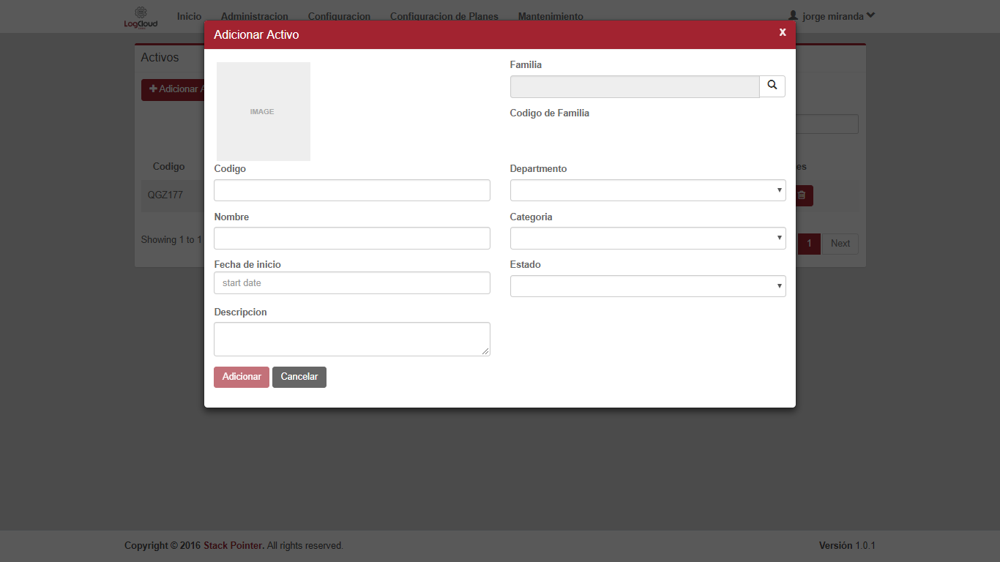 LogCloud
Inicio Administracion Configuracion Configuracion de Planes Mantenimiento jorge miranda
Adicionar Activo x
Activos
Adicionar A
IMAGE
Familia
Codigo de Familia
Codigo
QGZ177
Showing 1 to 1
es
1 Next
Codigo
Departmento
Nombre
Categoria
Fecha de inicio
start date
Estado
Descripcion
Adicionar Cancelar
Copyright © 2016 Stack Pointer. All rights reserved. Versión 1.0.1